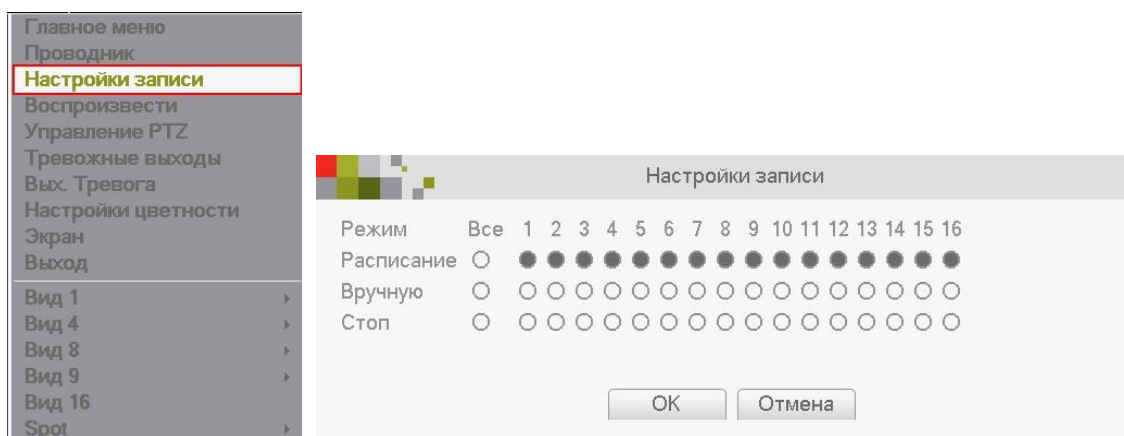 Главное меню
Проводник
Настройки записи
Воспроизвести
Управление PTZ
Тревожные выходы
Вых. Тревога
Настройки цветности
Экран
Выход
Вид 1
Вид 4
Вид 8
Вид 9
Вид 16
Spot
Настройки записи
Режим Все 1 2 3 4 5 6 7 8 9 10 11 12 13 14 15 16
Расписание
Вручную
Стоп
OK Отмена